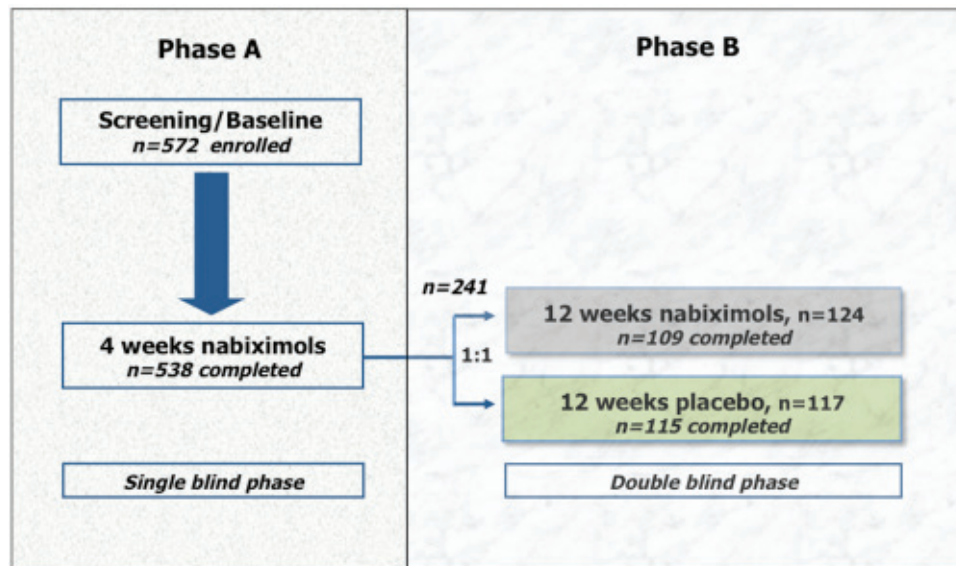 Phase A
Screening/Baseline
n=572 enrolled
4 weeks nabiximols
n=538 completed
Single blind phase
Phase B
n=241
1:1
12 weeks nabiximols, n=124
n=109 completed
12 weeks placebo, n=117
n=115 completed
Double blind phase